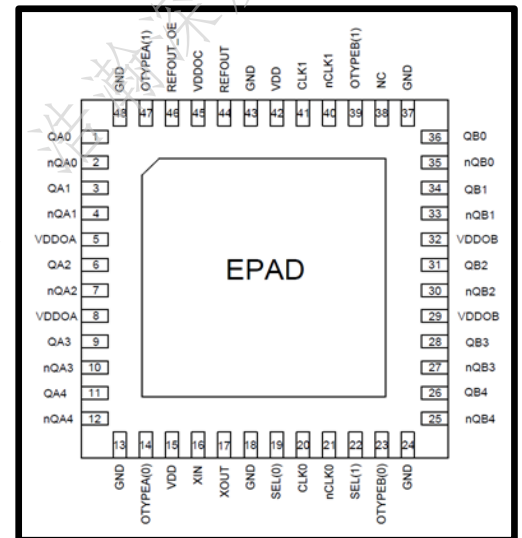 GND
OTYPEA(1)
REFOUT_OE
VDDOC
REFOUT
GND
VDD
CLK1
nCLK1
OTYPEB(1)
NC
GND
48 47 46 45 44 43 42 41 40 39 38 37
QA0 1
nQA0 2
QA1 3
nQA1 4
VDDOA 5
QA2 6
nQA2 7
VDDOA 8
QA3 9
nQA3 10
QA4 11
nQA4 12
EPAD
36 QB0
35 nQB0
34 QB1
33 nQB1
32 VDDOB
31 QB2
30 nQB2
29 VDDOB
28 QB3
27 nQB3
26 QB4
25 nQB4
13 14 15 16 17 18 19 20 21 22 23 24
GND
OTYPEA(0)
VDD
XIN
XOUT
GND
SEL(0)
CLK0
nCLK0
SEL(1)
OTYPEB(0)
GND
浩瀚深